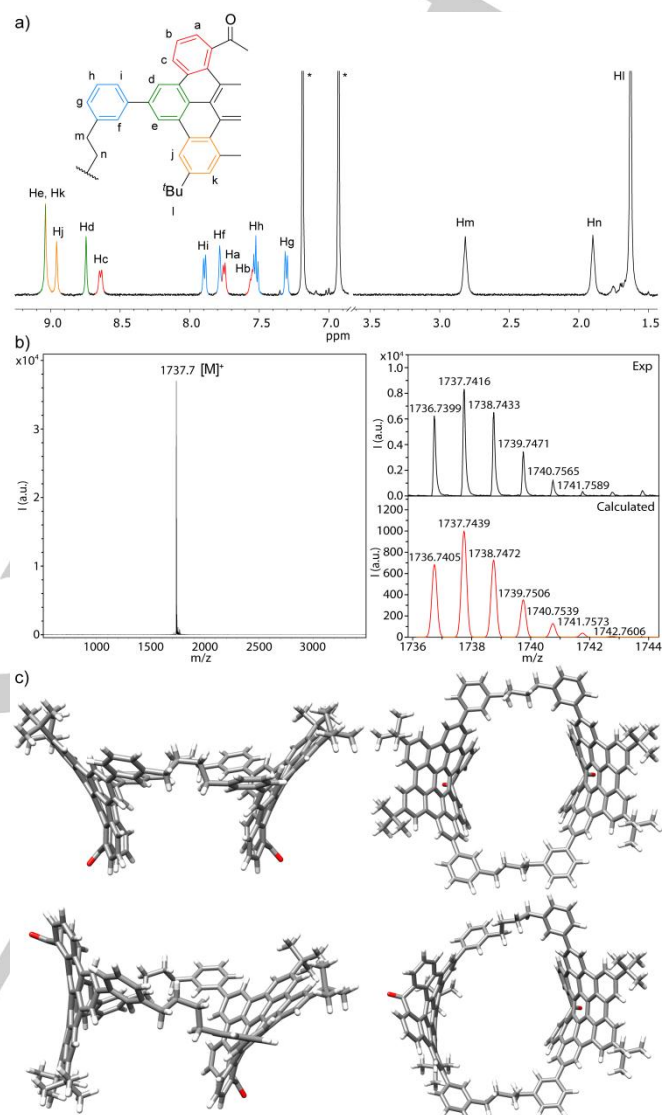 a)
O
a
b
c
h
i
d
g
f
e
m
n
j
k
ᵗBu
l
*
*
Hl
He, Hk
Hj
Hd
Hc
Hi
Hf
Ha
Hb
Hh
Hg
Hm
Hn
9.0 8.5 8.0 7.5 7.0 3.5 3.0 2.5 2.0 1.5
ppm
b)
x10⁴
1737.7 [M]⁺
3
2
1
0
I (a.u.)
1000 1500 2000 2500 3000
m/z
x10⁴
Exp
1.0
0.8
0.6
0.4
0.2
0.0
I (a.u.)
1736.7399
1737.7416
1738.7433
1739.7471
1740.7565
1741.7589
Calculated
1200
1000
800
600
400
200
0
I (a.u.)
1736.7405
1737.7439
1738.7472
1739.7506
1740.7539
1741.7573
1742.7606
1736 1738 1740 1742 1744
m/z
c)